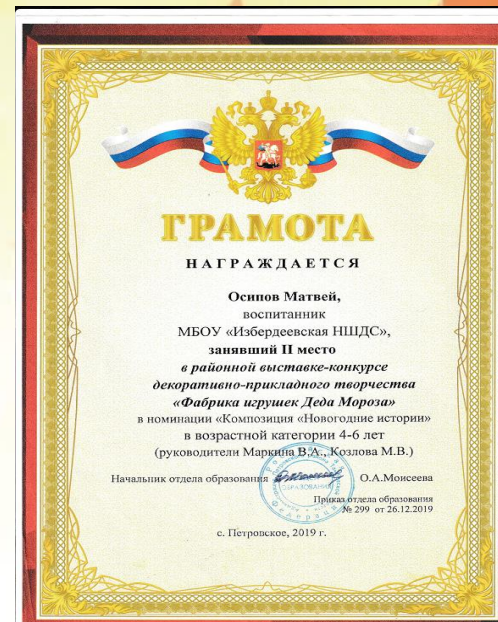 ГРАМОТА
НАГРАЖДАЕТСЯ
Осипов Матвей,
воспитанник
МБОУ «Избердеевская НШДС»,
занявший II место
в районной выставке-конкурсе
декоративно-прикладного творчества
«Фабрика игрушек Деда Мороза»
в номинации «Композиция «Новогодние истории»
в возрастной категории 4-6 лет
(руководители Маркина В.А., Козлова М.В.)
Начальник отдела образования О.А.Моисеева
Приказ отдела образования
№ 299 от 26.12.2019
с. Петровское, 2019 г.